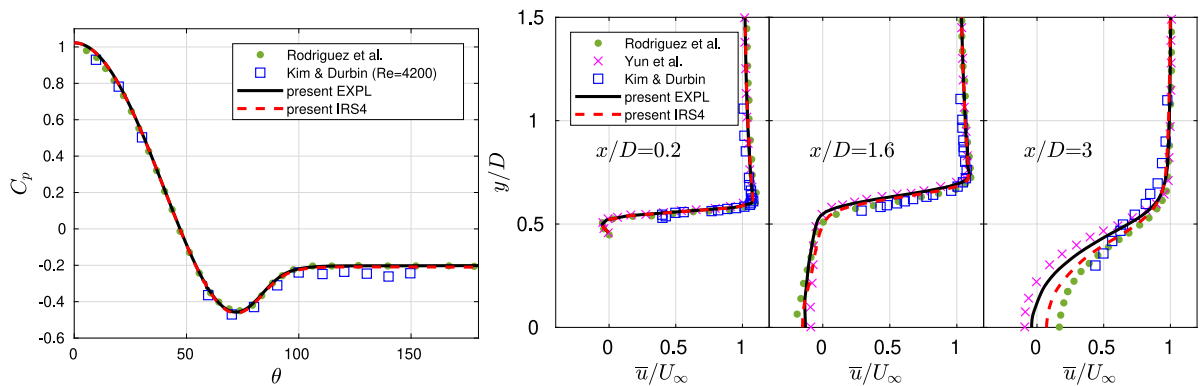 1
0.8
0.6
0.4
0.2
0
-0.2
-0.4
-0.6
C_p
0
50
100
150
θ
Rodriguez et al.
Kim & Durbin (Re=4200)
present EXPL
present IRS4
1.5
1
0.5
0
y/D
Rodriguez et al.
Yun et al.
Kim & Durbin
present EXPL
present IRS4
x/D=0.2
x/D=1.6
x/D=3
0
0.5
1
0
0.5
1
0
0.5
1
u̅/U_∞
u̅/U_∞
u̅/U_∞